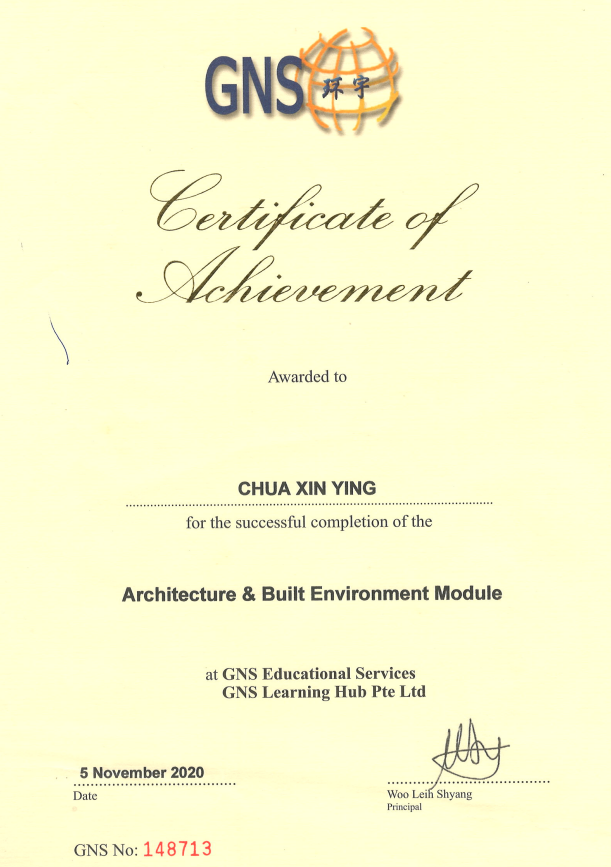 GNS 环宇
Certificate of
Achievement
Awarded to
CHUA XIN YING
for the successful completion of the
Architecture & Built Environment Module
at GNS Educational Services
GNS Learning Hub Pte Ltd
5 November 2020
Date
Woo Leih Shyang
Principal
GNS No: 148713